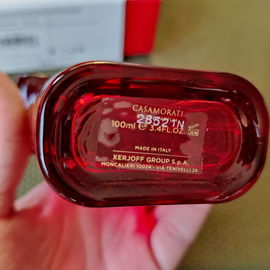 CASAMORATI
28521N
100ml ℮ 3.4FL.OZ
MADE IN ITALY
XERJOFF GROUP S.p.A.
MONCALIERI 10024 - VIA TENIVELLI 25